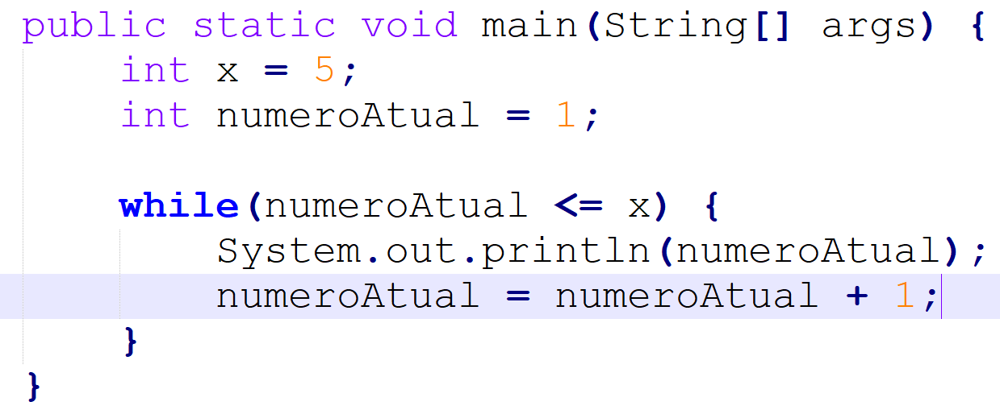 public static void main(String[] args) {
    int x = 5;
    int numeroAtual = 1;

    while(numeroAtual <= x) {
        System.out.println(numeroAtual);
        numeroAtual = numeroAtual + 1;
    }
}